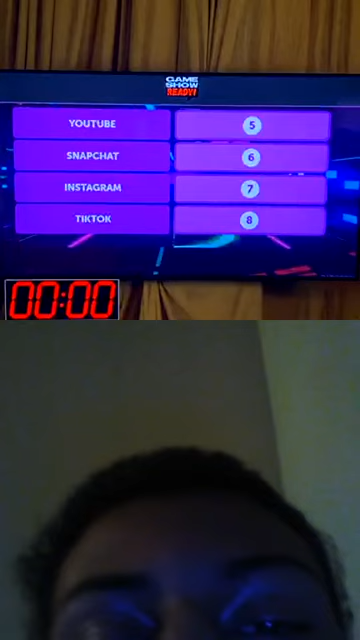 GAME
SHOW
READY!
YOUTUBE 5
SNAPCHAT 6
INSTAGRAM 7
TIKTOK 8
00:00